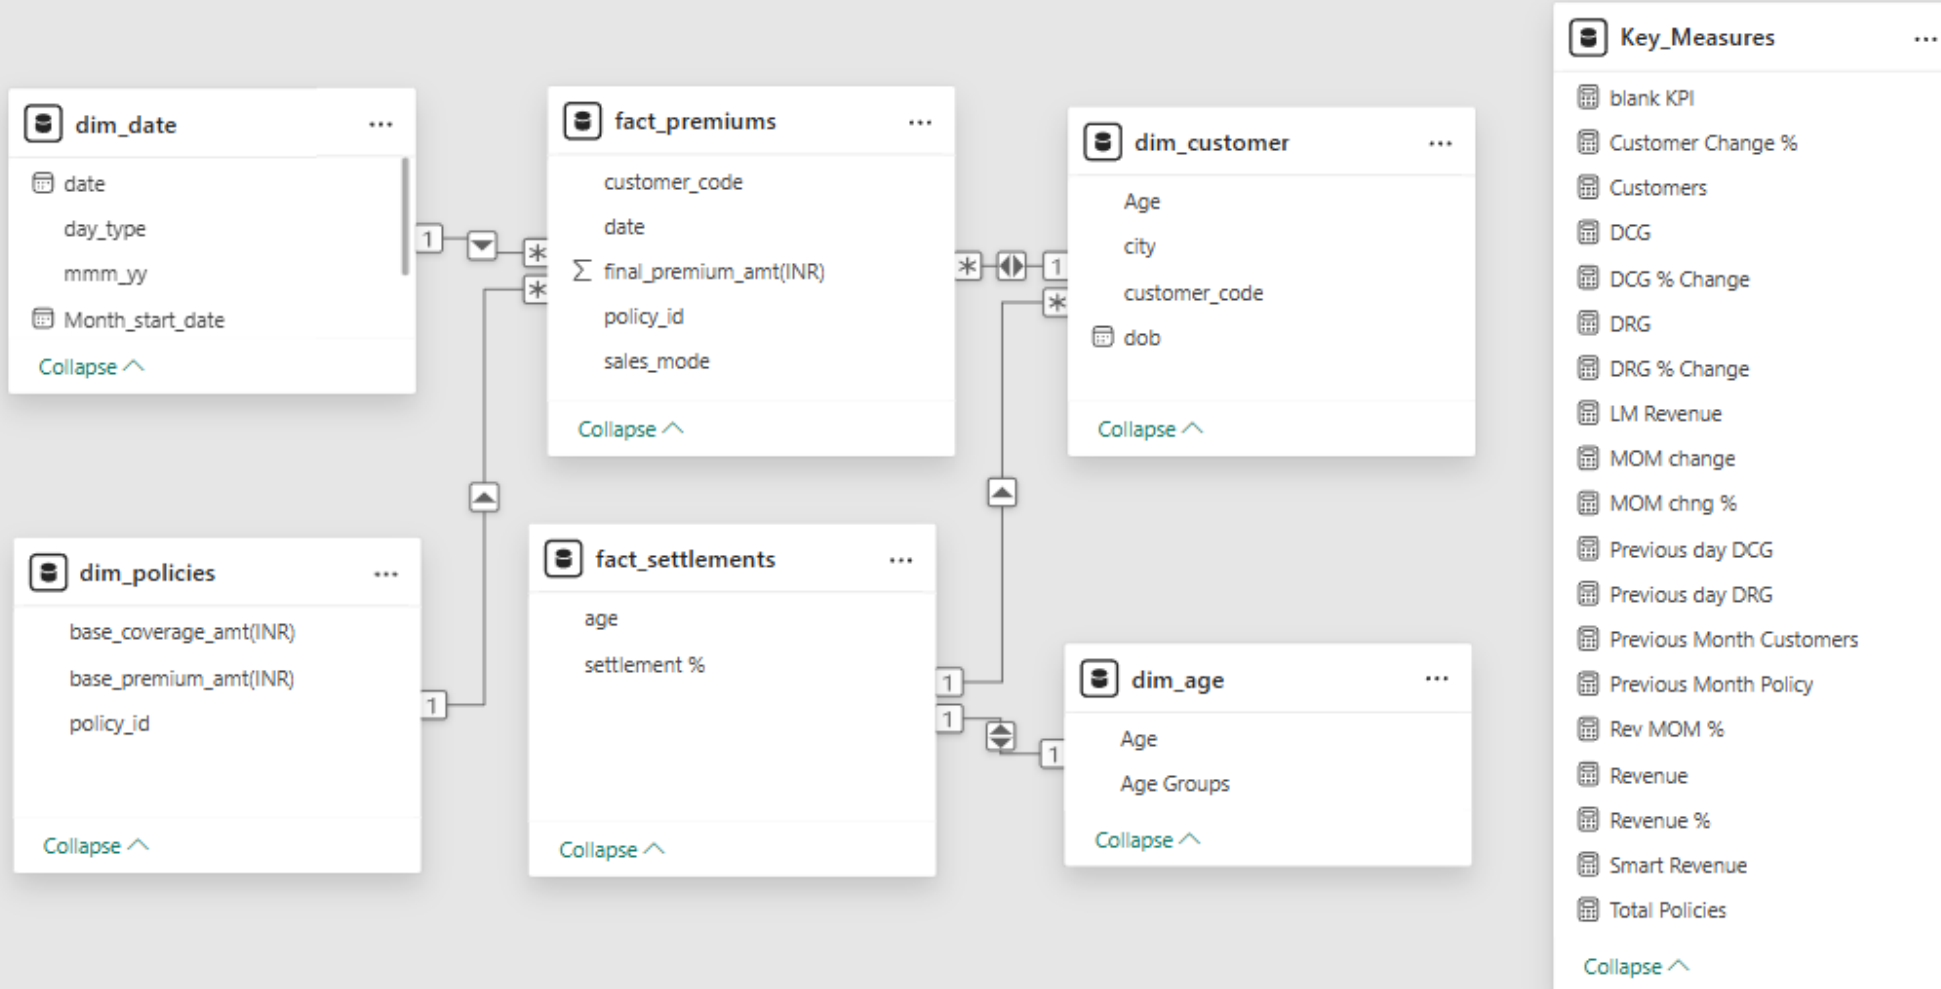 dim_date
date
day_type
mmm_yy
Month_start_date
Collapse
fact_premiums
customer_code
date
final_premium_amt(INR)
policy_id
sales_mode
Collapse
dim_customer
Age
city
customer_code
dob
Collapse
1
*
*
*
1
*
dim_policies
base_coverage_amt(INR)
base_premium_amt(INR)
policy_id
Collapse
1
fact_settlements
age
settlement %
Collapse
1
1
1
dim_age
Age
Age Groups
Collapse
Key_Measures
blank KPI
Customer Change %
Customers
DCG
DCG % Change
DRG
DRG % Change
LM Revenue
MOM change
MOM chng %
Previous day DCG
Previous day DRG
Previous Month Customers
Previous Month Policy
Rev MOM %
Revenue
Revenue %
Smart Revenue
Total Policies
Collapse